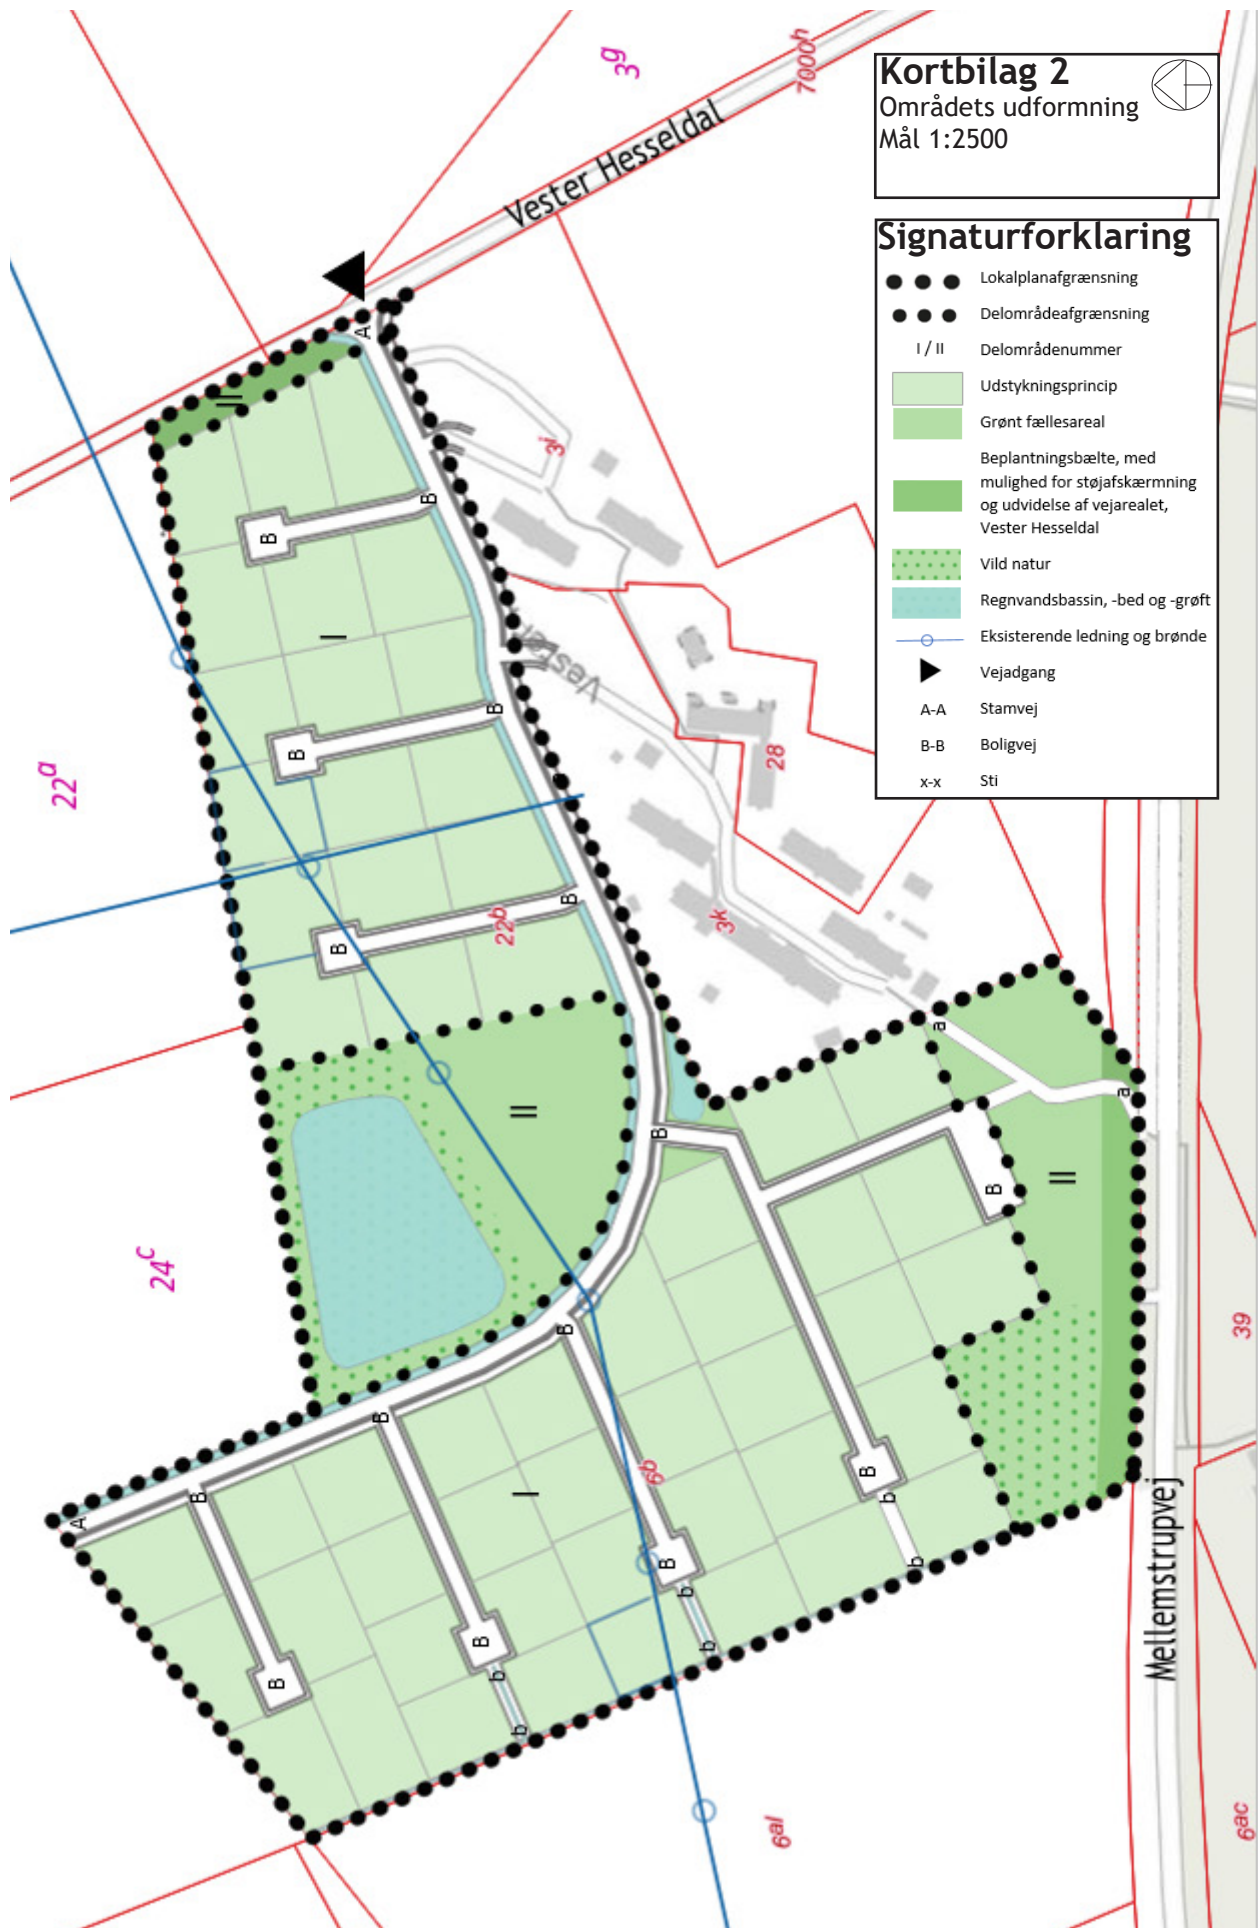 Kortbilag 2
Områdets udformning
Mål 1:2500
Signaturforklaring
Lokalplanafgrænsning
Delområdeafgrænsning
I / II Delområdenummer
Udstykningsprincip
Grønt fællesareal
Beplantningsbælte, med
mulighed for støjafskærmning
og udvidelse af vejarealet,
Vester Hesseldal
Vild natur
Regnvandsbassin, -bed og -grøft
Eksisterende ledning og brønde
Vejadgang
A-A Stamvej
B-B Boligvej
x-x Sti
3g
7000h
Vester Hesseldal
A
II
3i
B
B
I
Vester
B
B
28
22a
B
B
22b
3k
a
a
II
B
II
B
24c
39
B
B
B
I
6b
B
b
b
B
A
B
b
b
B
b
b
B
Mellemstrupvej
6al
6ac